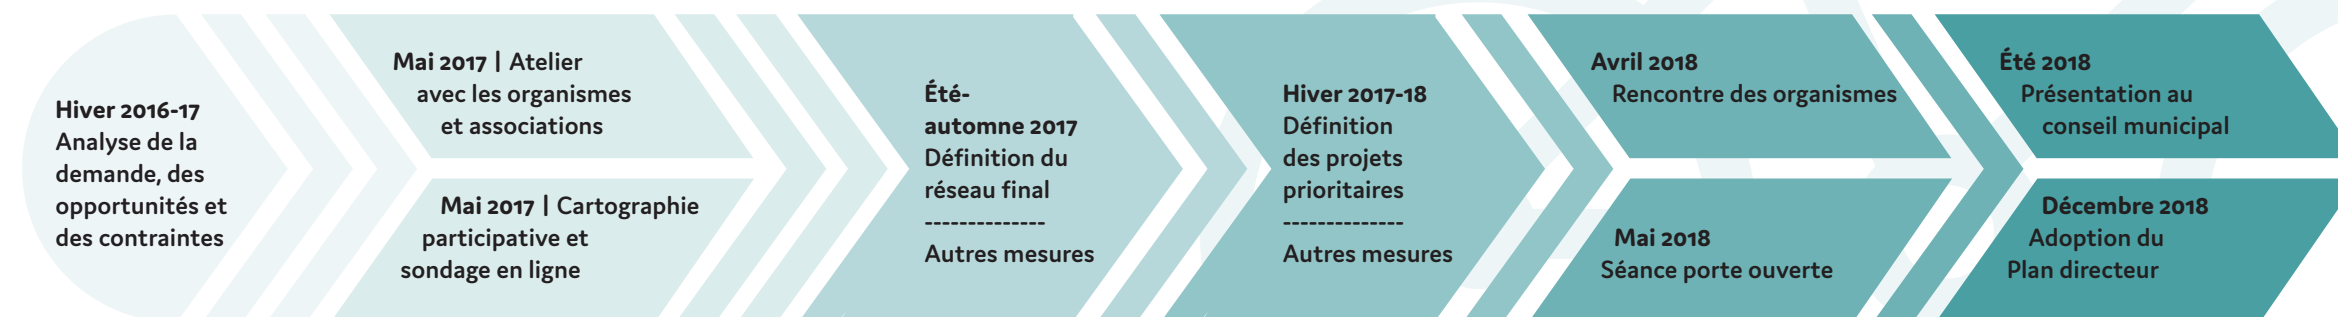 Hiver 2016-17
Analyse de la
demande, des
opportunités et
des contraintes
Mai 2017 | Atelier
avec les organismes
et associations
Mai 2017 | Cartographie
participative et
sondage en ligne
Été-
automne 2017
Définition du
réseau final
--------------
Autres mesures
Hiver 2017-18
Définition
des projets
prioritaires
--------------
Autres mesures
Avril 2018
Rencontre des organismes
Mai 2018
Séance porte ouverte
Été 2018
Présentation au
conseil municipal
Décembre 2018
Adoption du
Plan directeur